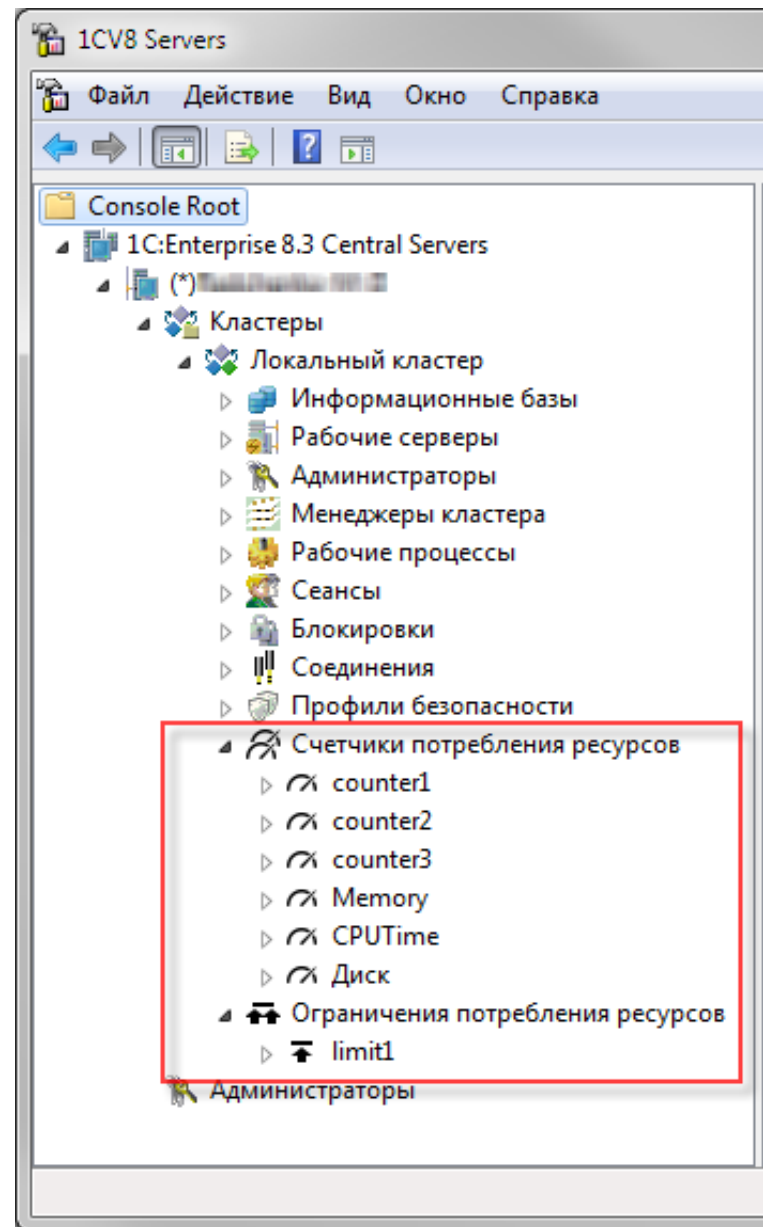 1CV8 Servers
Файл Действие Вид Окно Справка
Console Root
1C:Enterprise 8.3 Central Servers
(*)
Кластеры
Локальный кластер
Информационные базы
Рабочие серверы
Администраторы
Менеджеры кластера
Рабочие процессы
Сеансы
Блокировки
Соединения
Профили безопасности
Счетчики потребления ресурсов
counter1
counter2
counter3
Memory
CPUTime
Диск
Ограничения потребления ресурсов
limit1
Администраторы